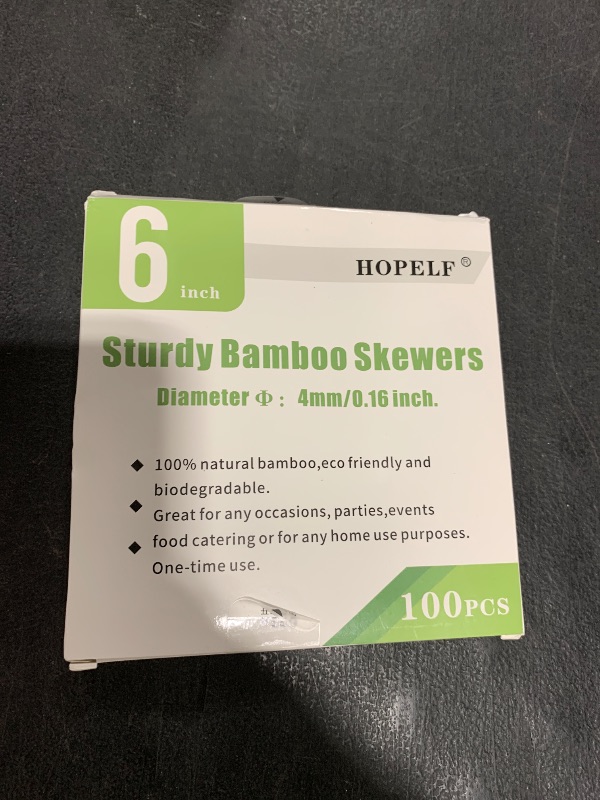 6 inch
HOPELF ®
Sturdy Bamboo Skewers
Diameter Φ : 4mm/0.16 inch.
◆ 100% natural bamboo,eco friendly and
biodegradable.
◆ Great for any occasions, parties,events
◆ food catering or for any home use purposes.
One-time use.
100PCS